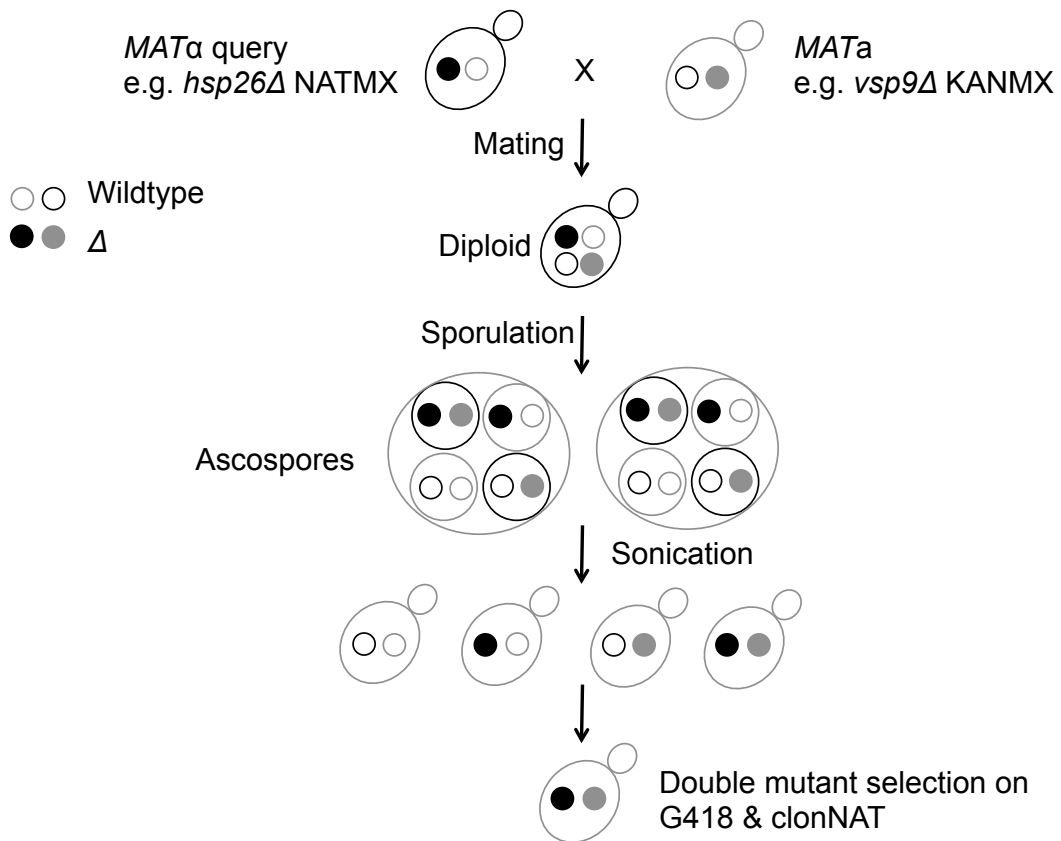 MATα query
e.g. hsp26Δ NATMX
X
MATa
e.g. vsp9Δ KANMX
Mating
Wildtype
Δ
Diploid
Sporulation
Ascospores
Sonication
Double mutant selection on
G418 & clonNAT